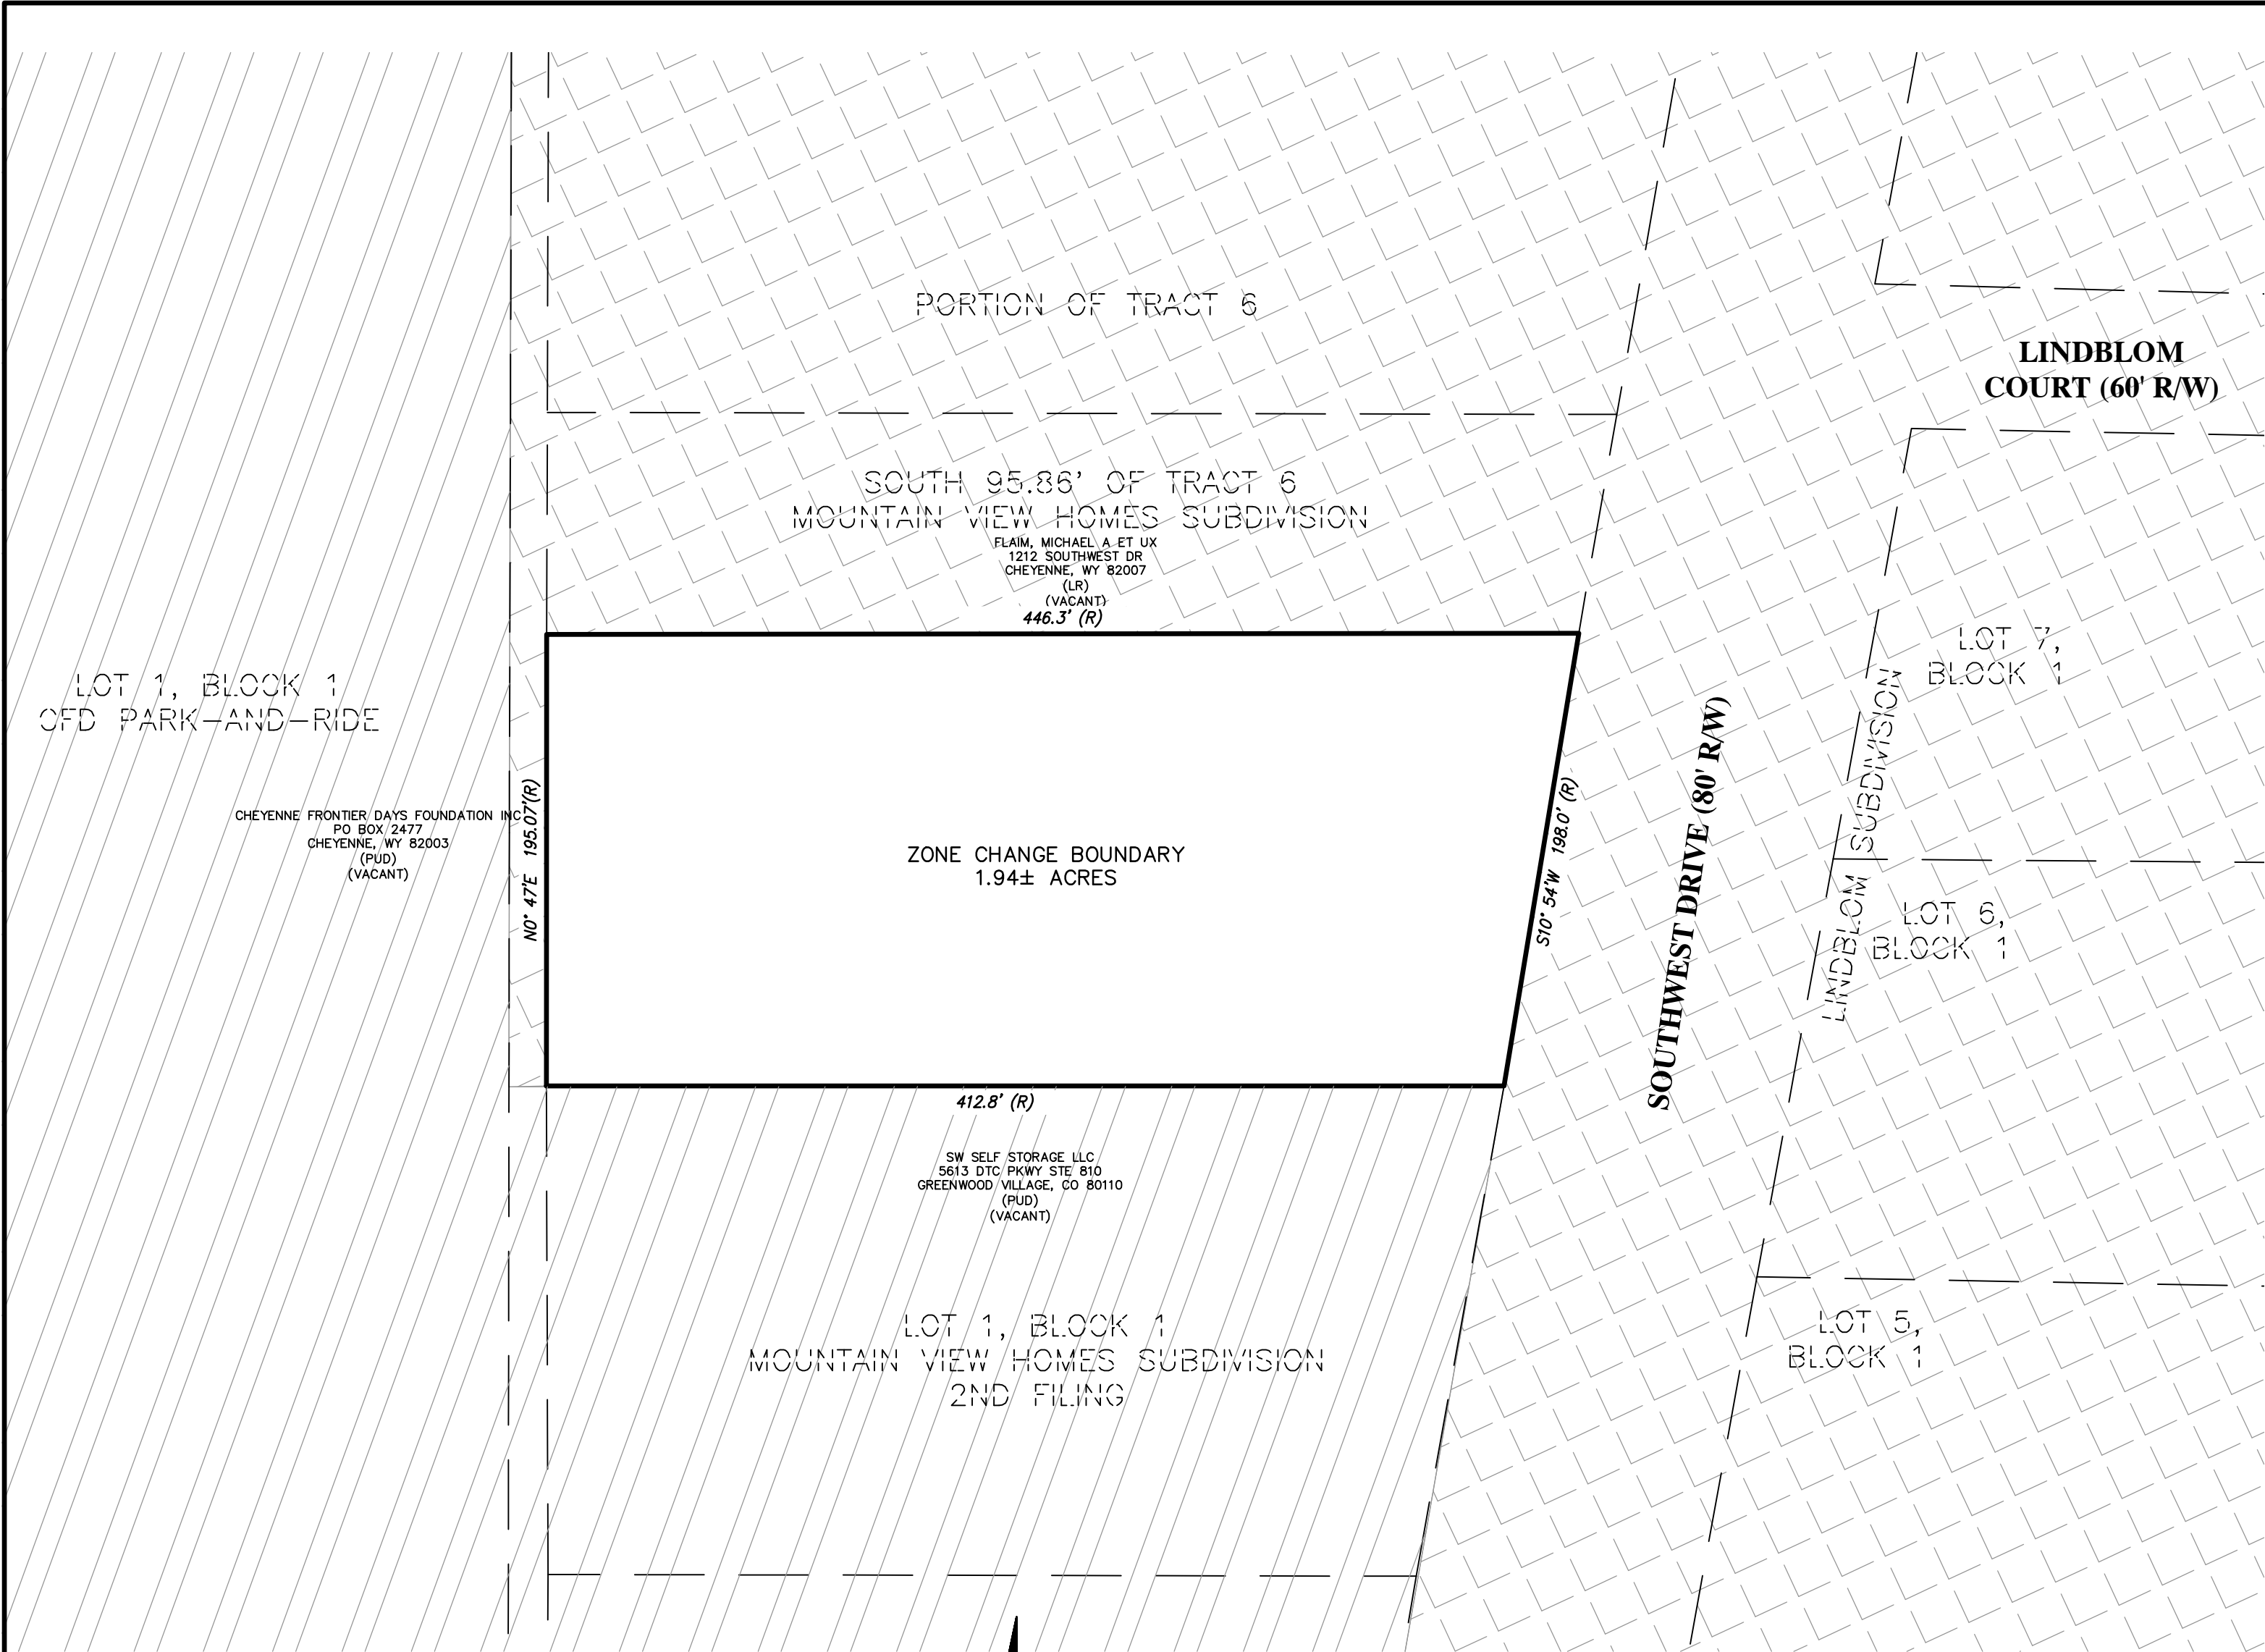 PORTION OF TRACT 6
LINDBLOM
COURT (60' R/W)
SOUTH 95.86' OF TRACT 6
MOUNTAIN VIEW HOMES SUBDIVISION
FLAIM, MICHAEL A ET UX
1212 SOUTHWEST DR
CHEYENNE, WY 82007
(LR)
(VACANT)
446.3' (R)
LOT 1, BLOCK 1
CFD PARK-AND-RIDE
CHEYENNE FRONTIER DAYS FOUNDATION INC
PO BOX 2477
CHEYENNE, WY 82003
(PUD)
(VACANT)
N0° 47'E 195.07'(R)
ZONE CHANGE BOUNDARY
1.94± ACRES
S10° 54'W 198.0' (R)
SOUTHWEST DRIVE (80' R/W)
LINDBLOM SUBDIVISION
LOT 7,
BLOCK 1
LOT 6,
BLOCK 1
412.8' (R)
SW SELF STORAGE LLC
5613 DTC PKWY STE 810
GREENWOOD VILLAGE, CO 80110
(PUD)
(VACANT)
LOT 1, BLOCK 1
MOUNTAIN VIEW HOMES SUBDIVISION
2ND FILING
LOT 5,
BLOCK 1